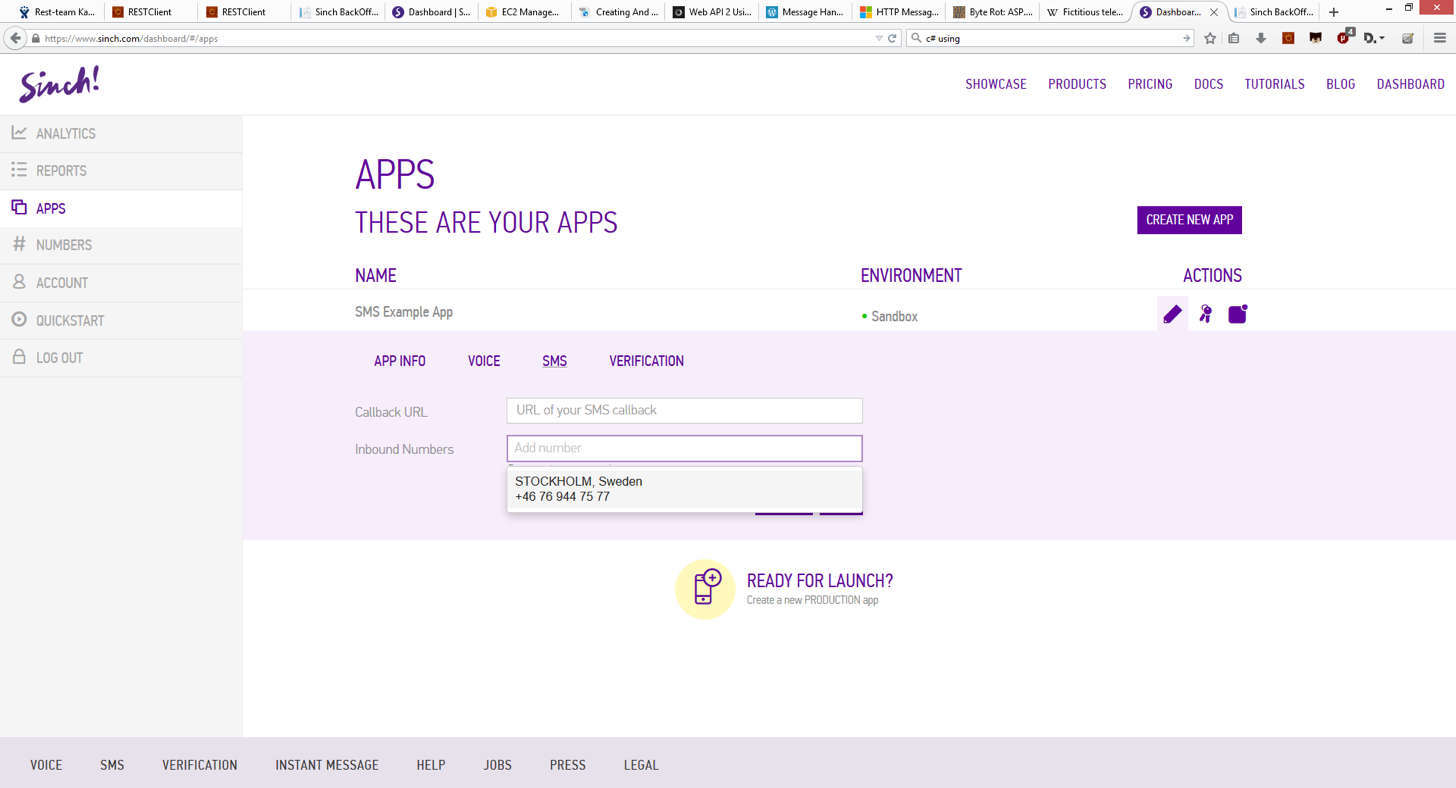 Rest-team Ka...
RESTClient
RESTClient
Sinch BackOff...
Dashboard | S...
EC2 Manage...
Creating And ...
Web API 2 Usi...
Message Han...
HTTP Messag...
Byte Rot: ASP....
Fictitious tele...
Dashboar...
Sinch BackOff...
https://www.sinch.com/dashboard/#/apps
c# using
4
Sinch!
SHOWCASE
PRODUCTS
PRICING
DOCS
TUTORIALS
BLOG
DASHBOARD
ANALYTICS
REPORTS
APPS
NUMBERS
ACCOUNT
QUICKSTART
LOG OUT
APPS
THESE ARE YOUR APPS
CREATE NEW APP
NAME
ENVIRONMENT
ACTIONS
SMS Example App
Sandbox
APP INFO
VOICE
SMS
VERIFICATION
Callback URL
URL of your SMS callback
Inbound Numbers
Add number
STOCKHOLM, Sweden
+46 76 944 75 77
READY FOR LAUNCH?
Create a new PRODUCTION app
VOICE
SMS
VERIFICATION
INSTANT MESSAGE
HELP
JOBS
PRESS
LEGAL